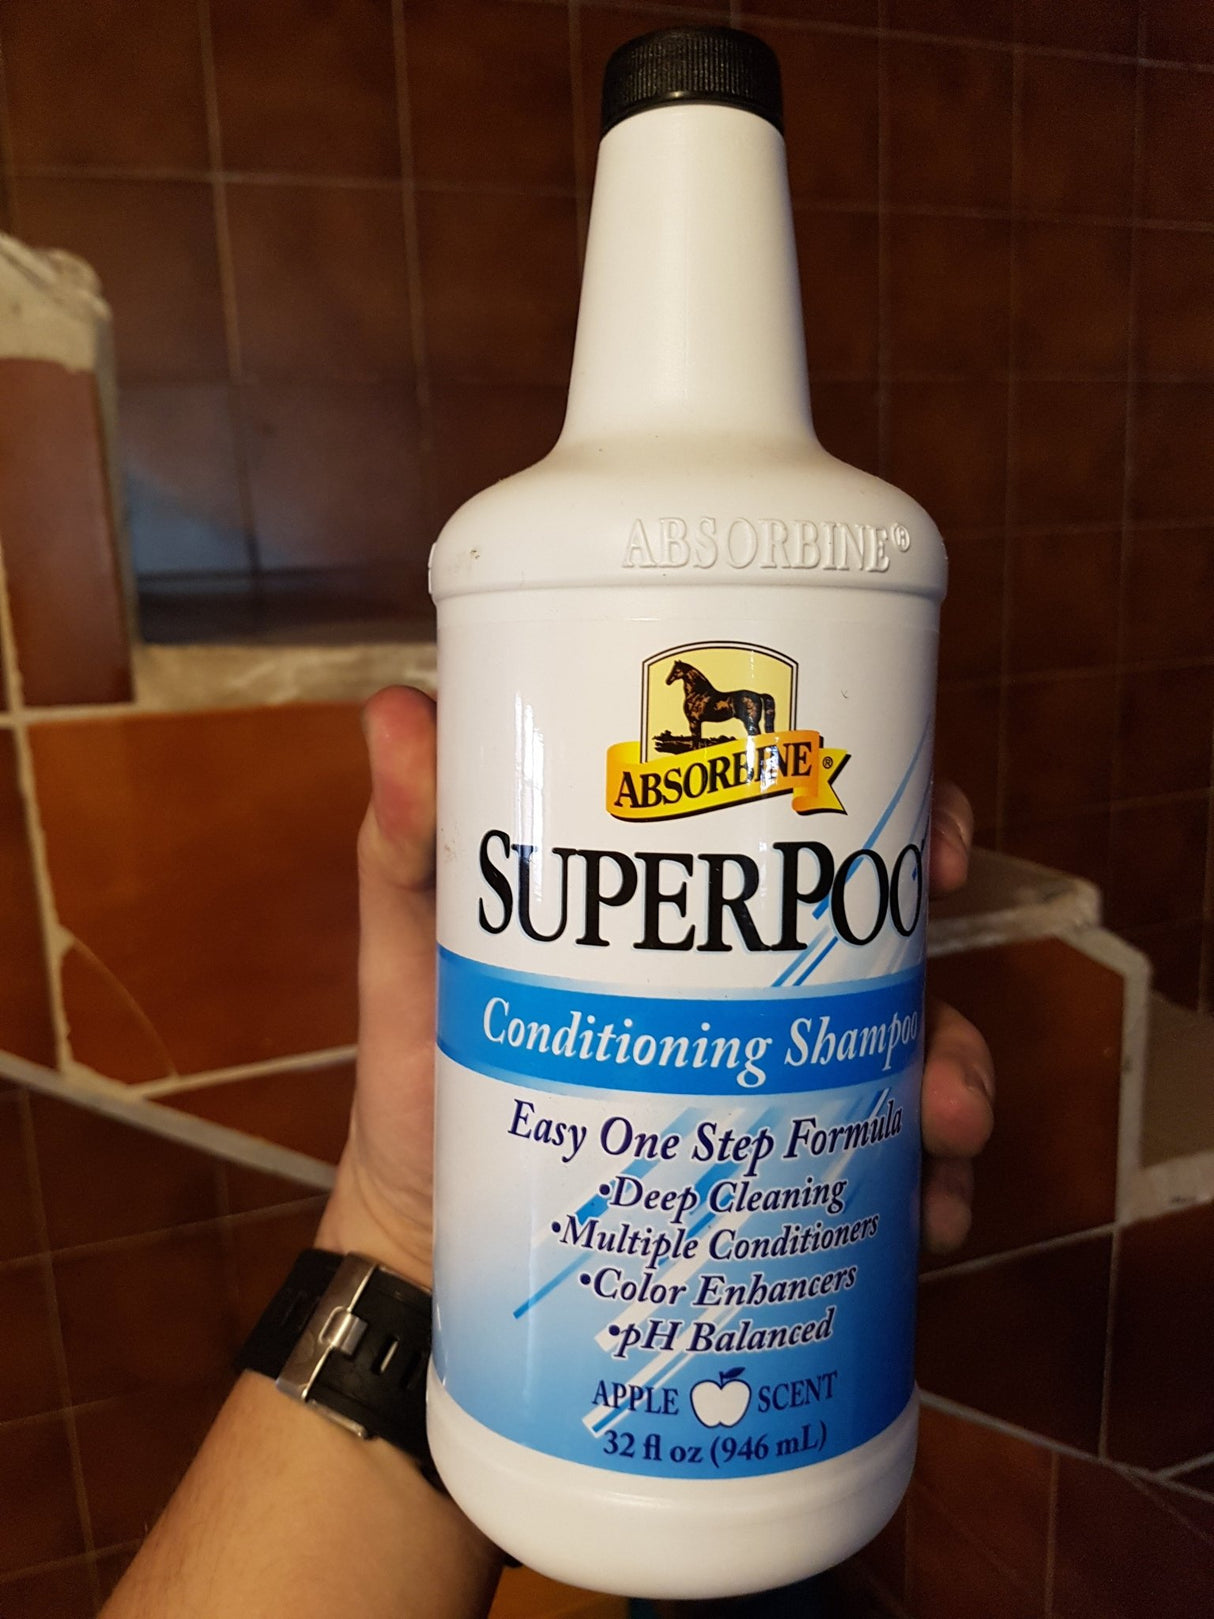 ABSORBINE®
ABSORBINE®
SUPERPOO
Conditioning Shampoo
Easy One Step Formula
•Deep Cleaning
•Multiple Conditioners
•Color Enhancers
•pH Balanced
APPLE SCENT
32 fl oz (946 mL)